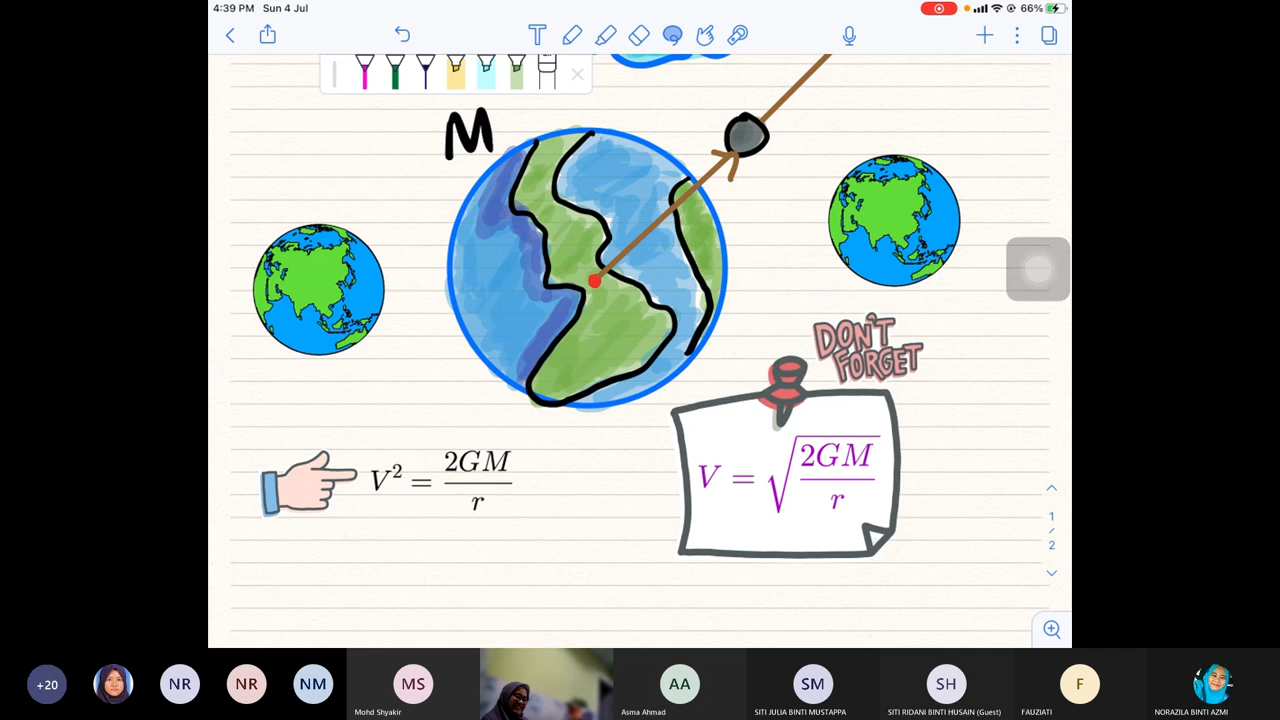 4:39 PM Sun 4 Jul
66%
M
DON'T
FORGET
V² = 2GM / r
V = √(2GM / r)
1
/
2
+20
NR
NR
NM
MS
AA
SM
SH
F
Mohd Shyakir
Asma Ahmad
SITI JULIA BINTI MUSTAPPA
SITI RIDANI BINTI HUSAIN (Guest)
FAUZIATI
NORAZILA BINTI AZMI